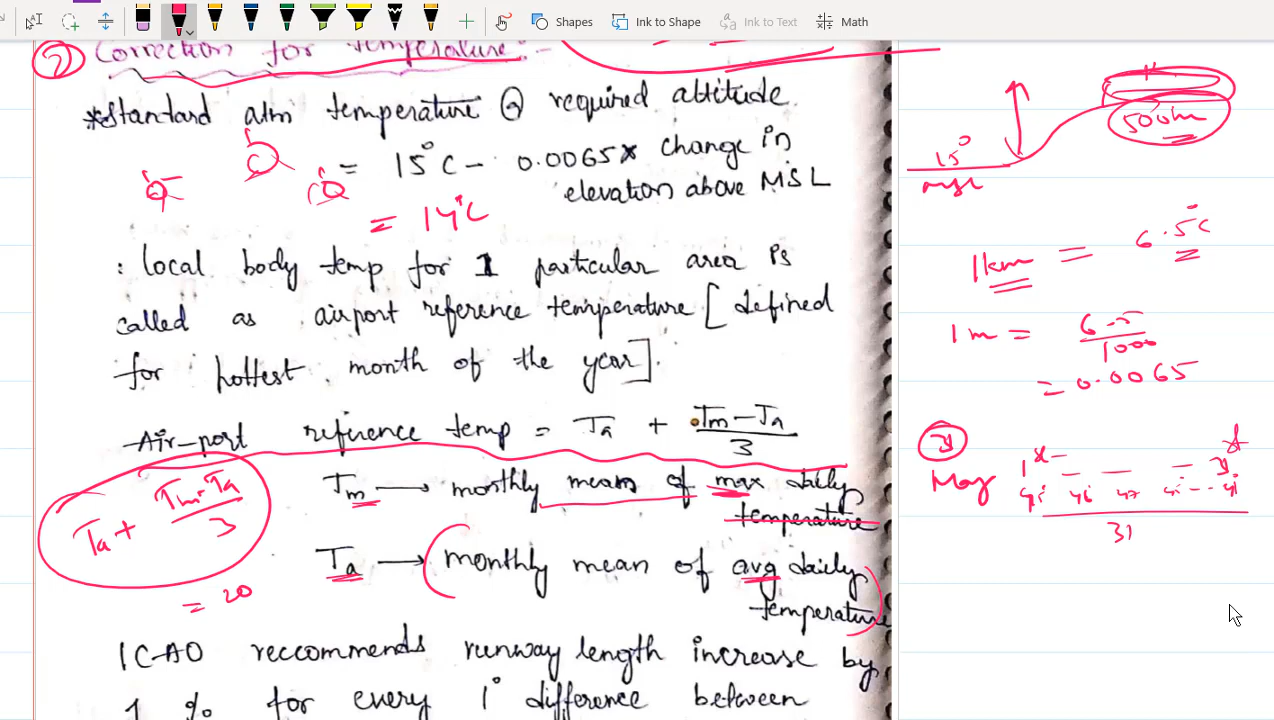 Shapes
Ink to Shape
Ink to Text
Math
2
Correction for temperature :-
*Standard atm temperature @ required attitude
= 15°C - 0.0065 x change in
elevation above MSL
= 14°C
: local body temp for 1 particular area is
called as airport reference temperature [defined
for hottest month of the year].
Air-port reference temp = Ta + Tm-Ta/3
Tm → monthly mean of max daily
temperature
Ta → monthly mean of avg daily
temperature
Ta + Tm-Ta/3
= 20
ICAO reccommends runway length increase by
1 % for every 1° difference between
500m
15°
MSL
1km = 6.5°C
1m = 6.5/1000
= 0.0065
31
May
45 46 47
31